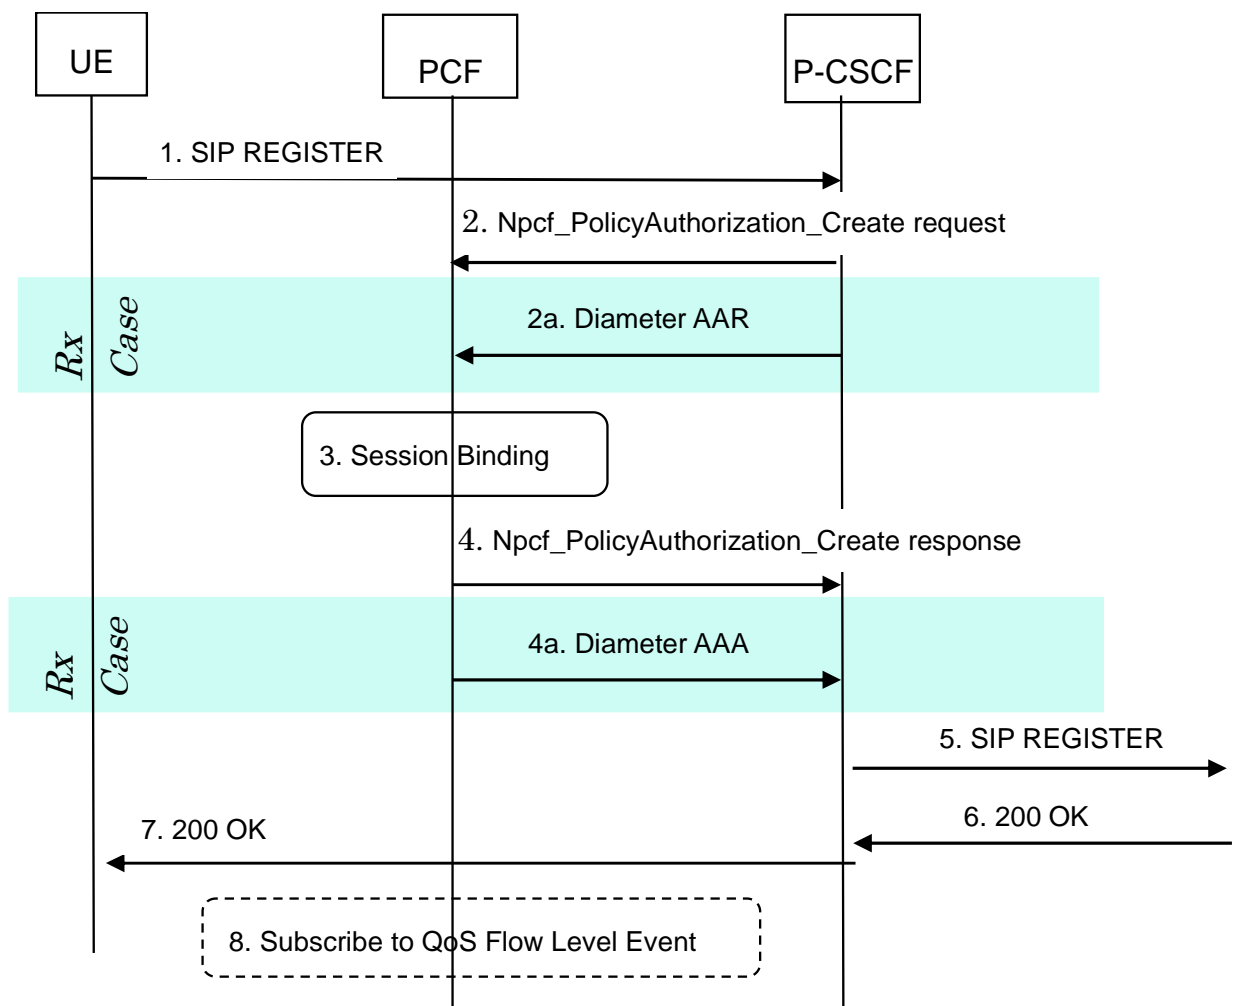 UE
PCF
P-CSCF
1. SIP REGISTER
2. Npcf_PolicyAuthorization_Create request
Rx
Case
2a. Diameter AAR
3. Session Binding
4. Npcf_PolicyAuthorization_Create response
Rx
Case
4a. Diameter AAA
5. SIP REGISTER
6. 200 OK
7. 200 OK
8. Subscribe to QoS Flow Level Event